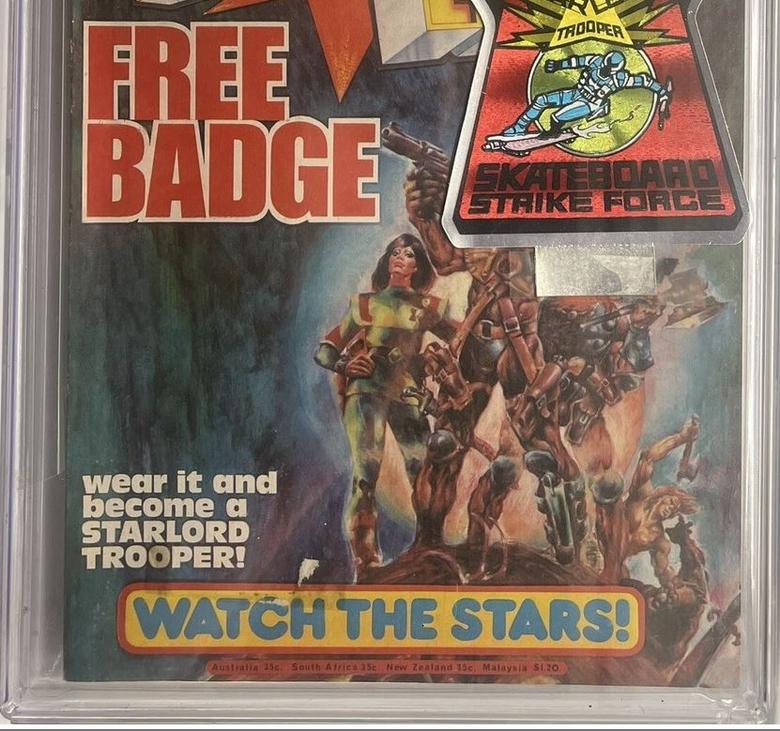 FREE
BADGE
TROOPER
SKATEBOARD
STRIKE FORCE
wear it and
become a
STARLORD
TROOPER!
WATCH THE STARS!
Australia 35c. South Africa 35c. New Zealand 35c. Malaysia $1.20.